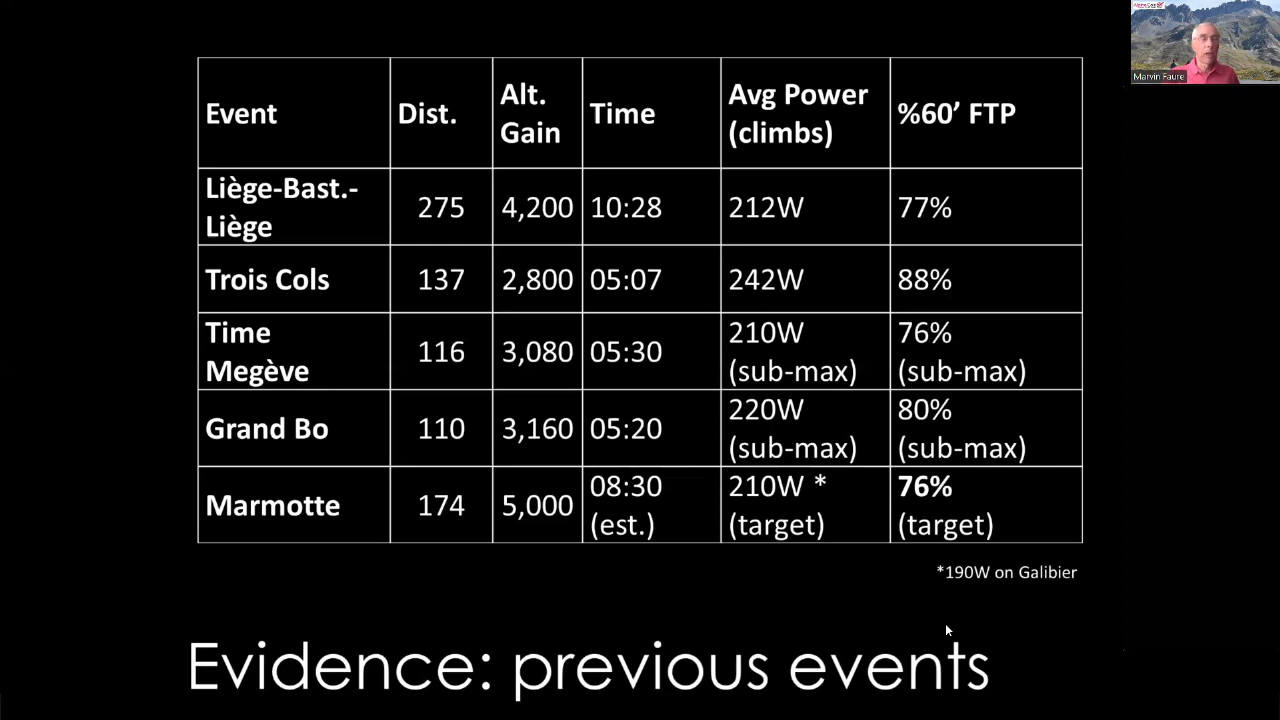 Event Dist. Alt. Gain Time Avg Power (climbs) %60’ FTP
Liège-Bast.-Liège 275 4,200 10:28 212W 77%
Trois Cols 137 2,800 05:07 242W 88%
Time Megève 116 3,080 05:30 210W (sub-max) 76% (sub-max)
Grand Bo 110 3,160 05:20 220W (sub-max) 80% (sub-max)
Marmotte 174 5,000 08:30 (est.) 210W * (target) 76% (target)
*190W on Galibier
Evidence: previous events
Marvin Faure